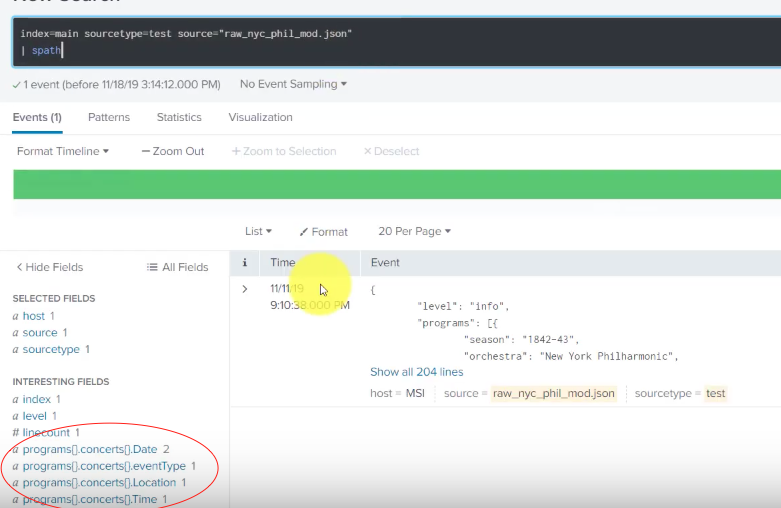 New Search
index=main sourcetype=test source="raw_nyc_phil_mod.json"
| spath
✓ 1 event (before 11/18/19 3:14:12.000 PM) No Event Sampling ▾
Events (1) Patterns Statistics Visualization
Format Timeline ▾ — Zoom Out + Zoom to Selection × Deselect
List ▾ Format 20 Per Page ▾
< Hide Fields All Fields i Time Event
SELECTED FIELDS
a host 1
a source 1
a sourcetype 1
INTERESTING FIELDS
a index 1
a level 1
# linecount 1
a programs{}.concerts{}.Date 2
a programs{}.concerts{}.eventType 1
a programs{}.concerts{}.Location 1
a programs{}.concerts{}.Time 1
> 11/11/19
9:10:38.000 PM
{
"level": "info",
"programs": [{
"season": "1842-43",
"orchestra": "New York Philharmonic",
Show all 204 lines
host = MSI source = raw_nyc_phil_mod.json sourcetype = test